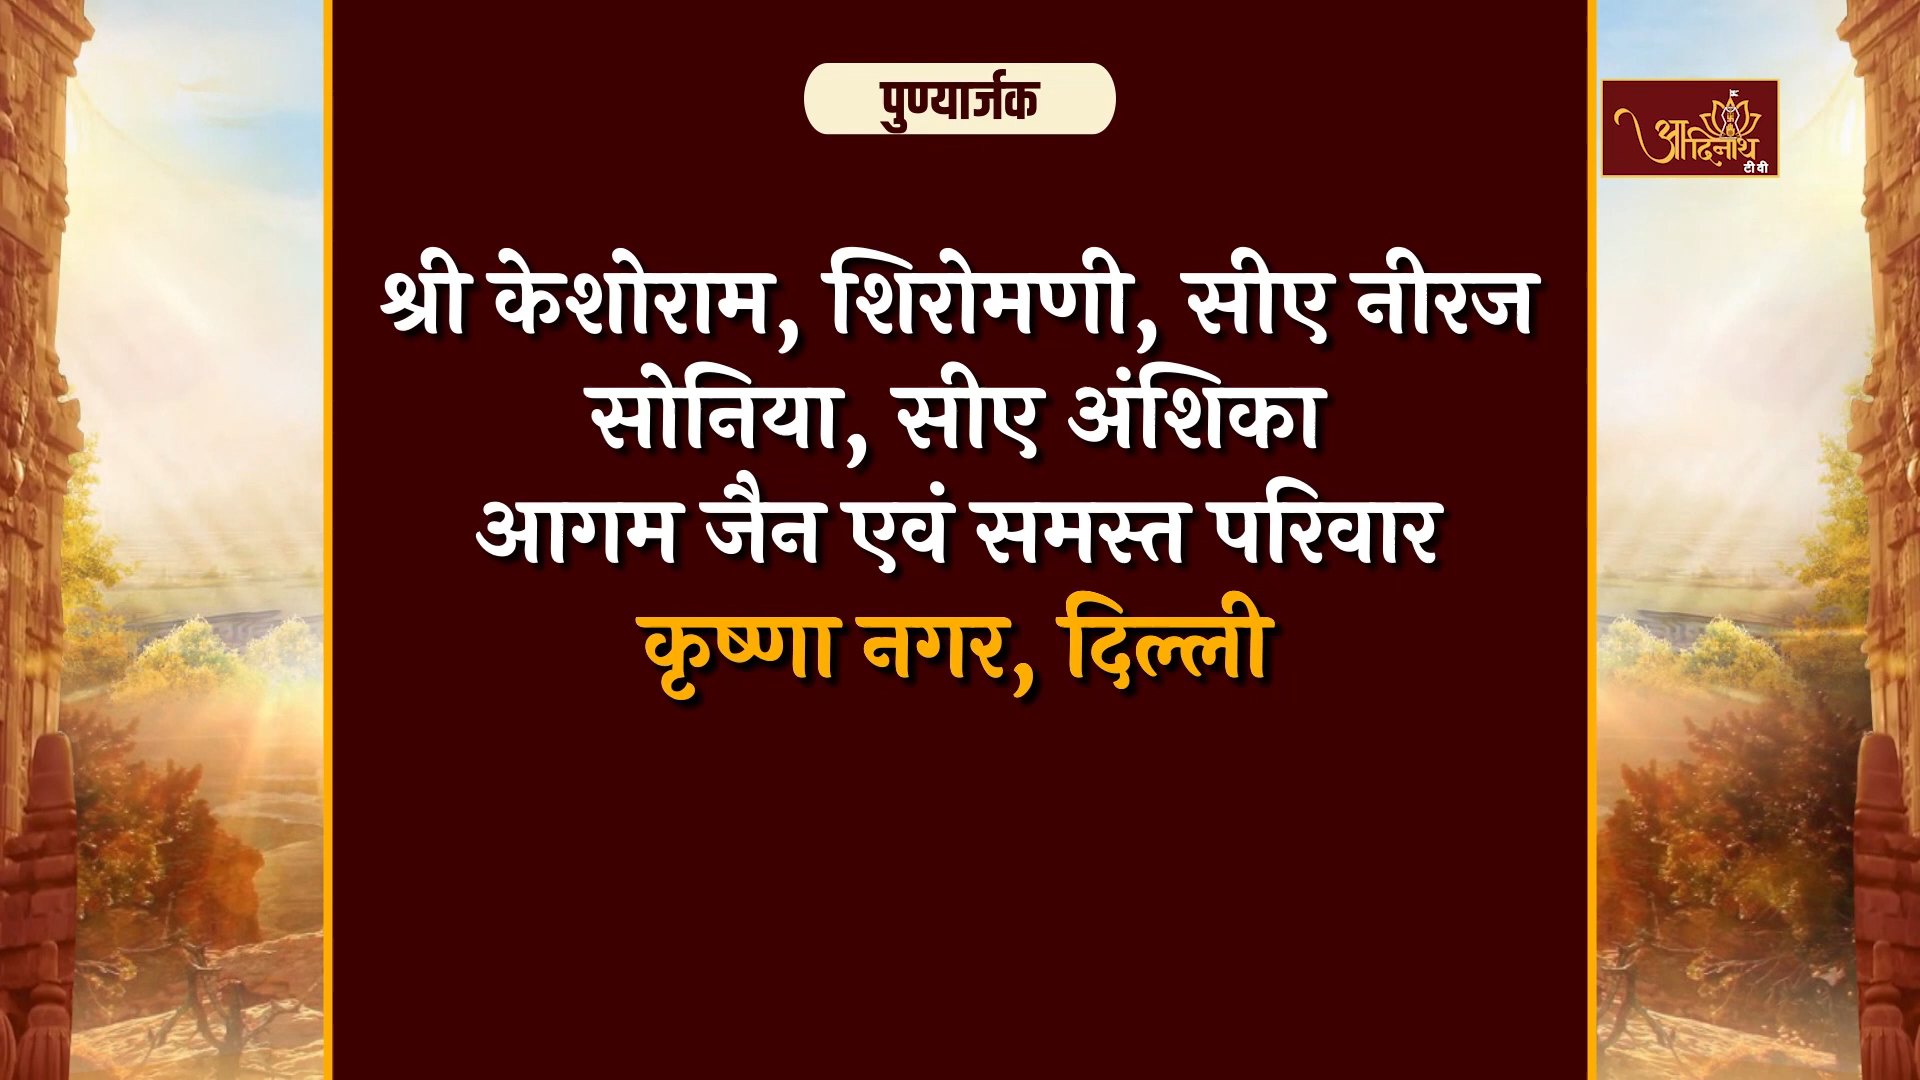 पुण्यार्जक
आदिनाथ
टीवी
श्री केशोराम, शिरोमणी, सीए नीरज
सोनिया, सीए अंशिका
आगम जैन एवं समस्त परिवार
कृष्णा नगर, दिल्ली